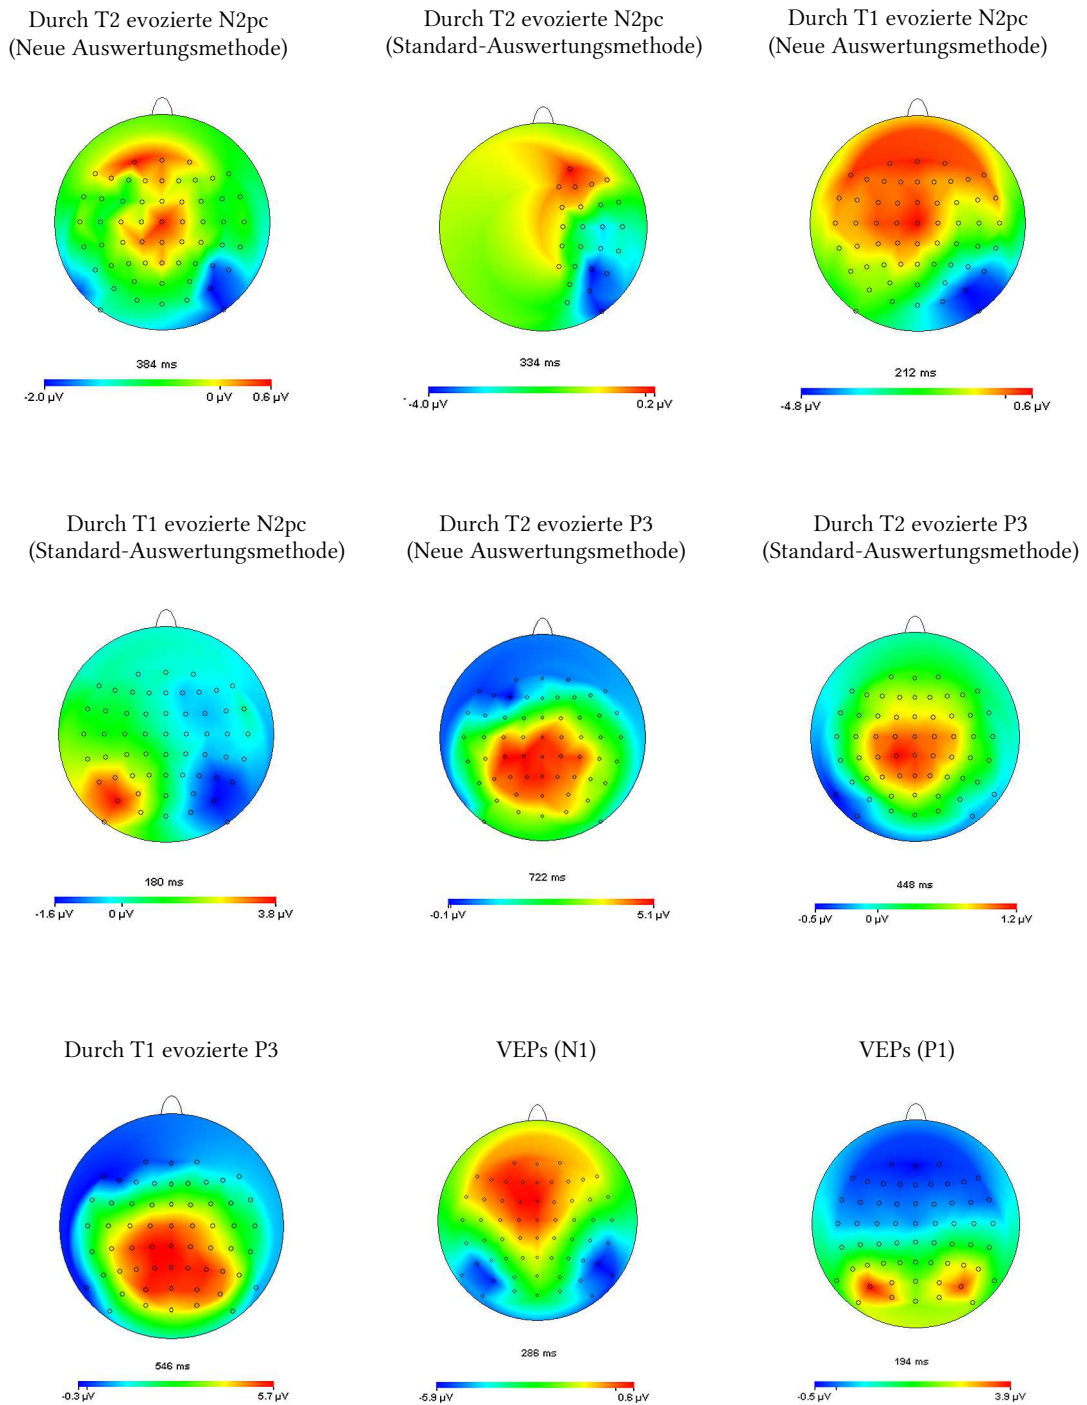 Durch T2 evozierte N2pc
(Neue Auswertungsmethode)
Durch T2 evozierte N2pc
(Standard-Auswertungsmethode)
Durch T1 evozierte N2pc
(Neue Auswertungsmethode)
384 ms
-2.0 µV 0 µV 0.6 µV
334 ms
-4.0 µV 0.2 µV
212 ms
-4.8 µV 0.6 µV
Durch T1 evozierte N2pc
(Standard-Auswertungsmethode)
Durch T2 evozierte P3
(Neue Auswertungsmethode)
Durch T2 evozierte P3
(Standard-Auswertungsmethode)
180 ms
-1.6 µV 0 µV 3.8 µV
722 ms
-0.1 µV 5.1 µV
448 ms
-0.5 µV 0 µV 1.2 µV
Durch T1 evozierte P3
VEPs (N1)
VEPs (P1)
546 ms
-0.3 µV 5.7 µV
286 ms
-5.9 µV 0.6 µV
194 ms
-0.5 µV 3.9 µV